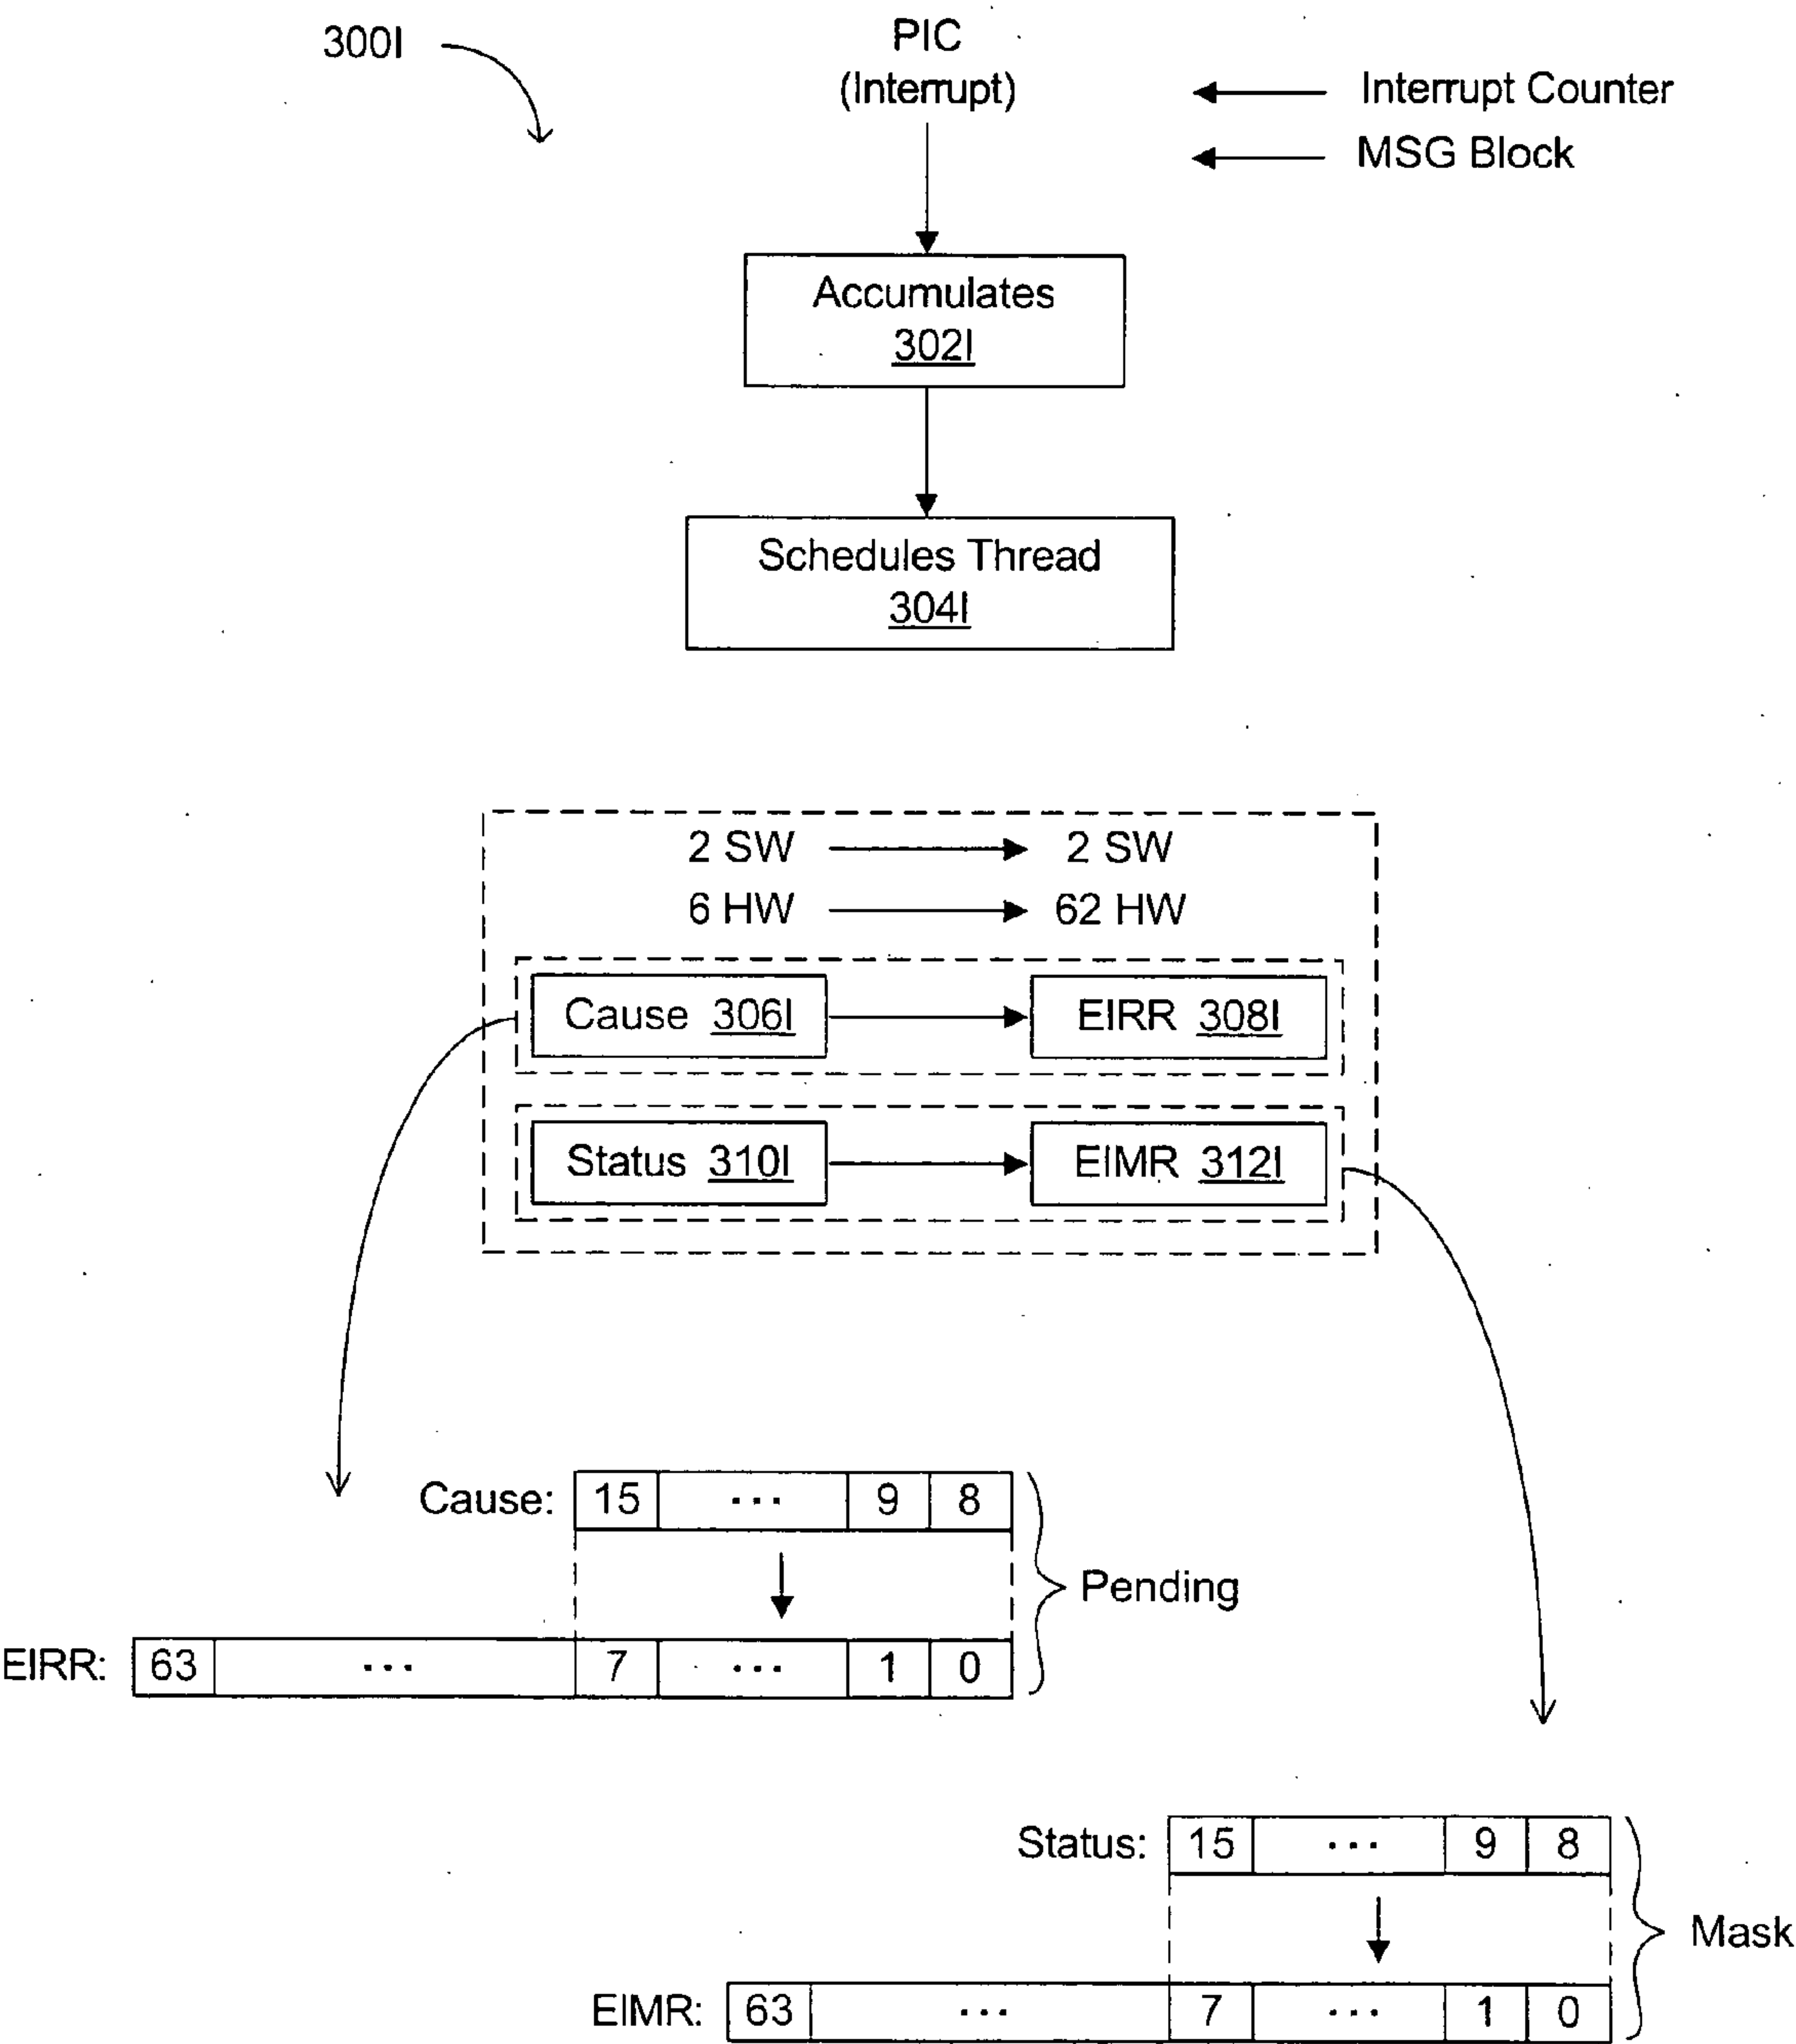 300I
PIC
(Interrupt)
Interrupt Counter
MSG Block
Accumulates
302I
Schedules Thread
304I
2 SW 2 SW
6 HW 62 HW
Cause 306I EIRR 308I
Status 310I EIMR 312I
Cause: 15 ... 9 8
Pending
EIRR: 63 ... 7 ... 1 0
Status: 15 ... 9 8
Mask
EIMR: 63 ... 7 ... 1 0